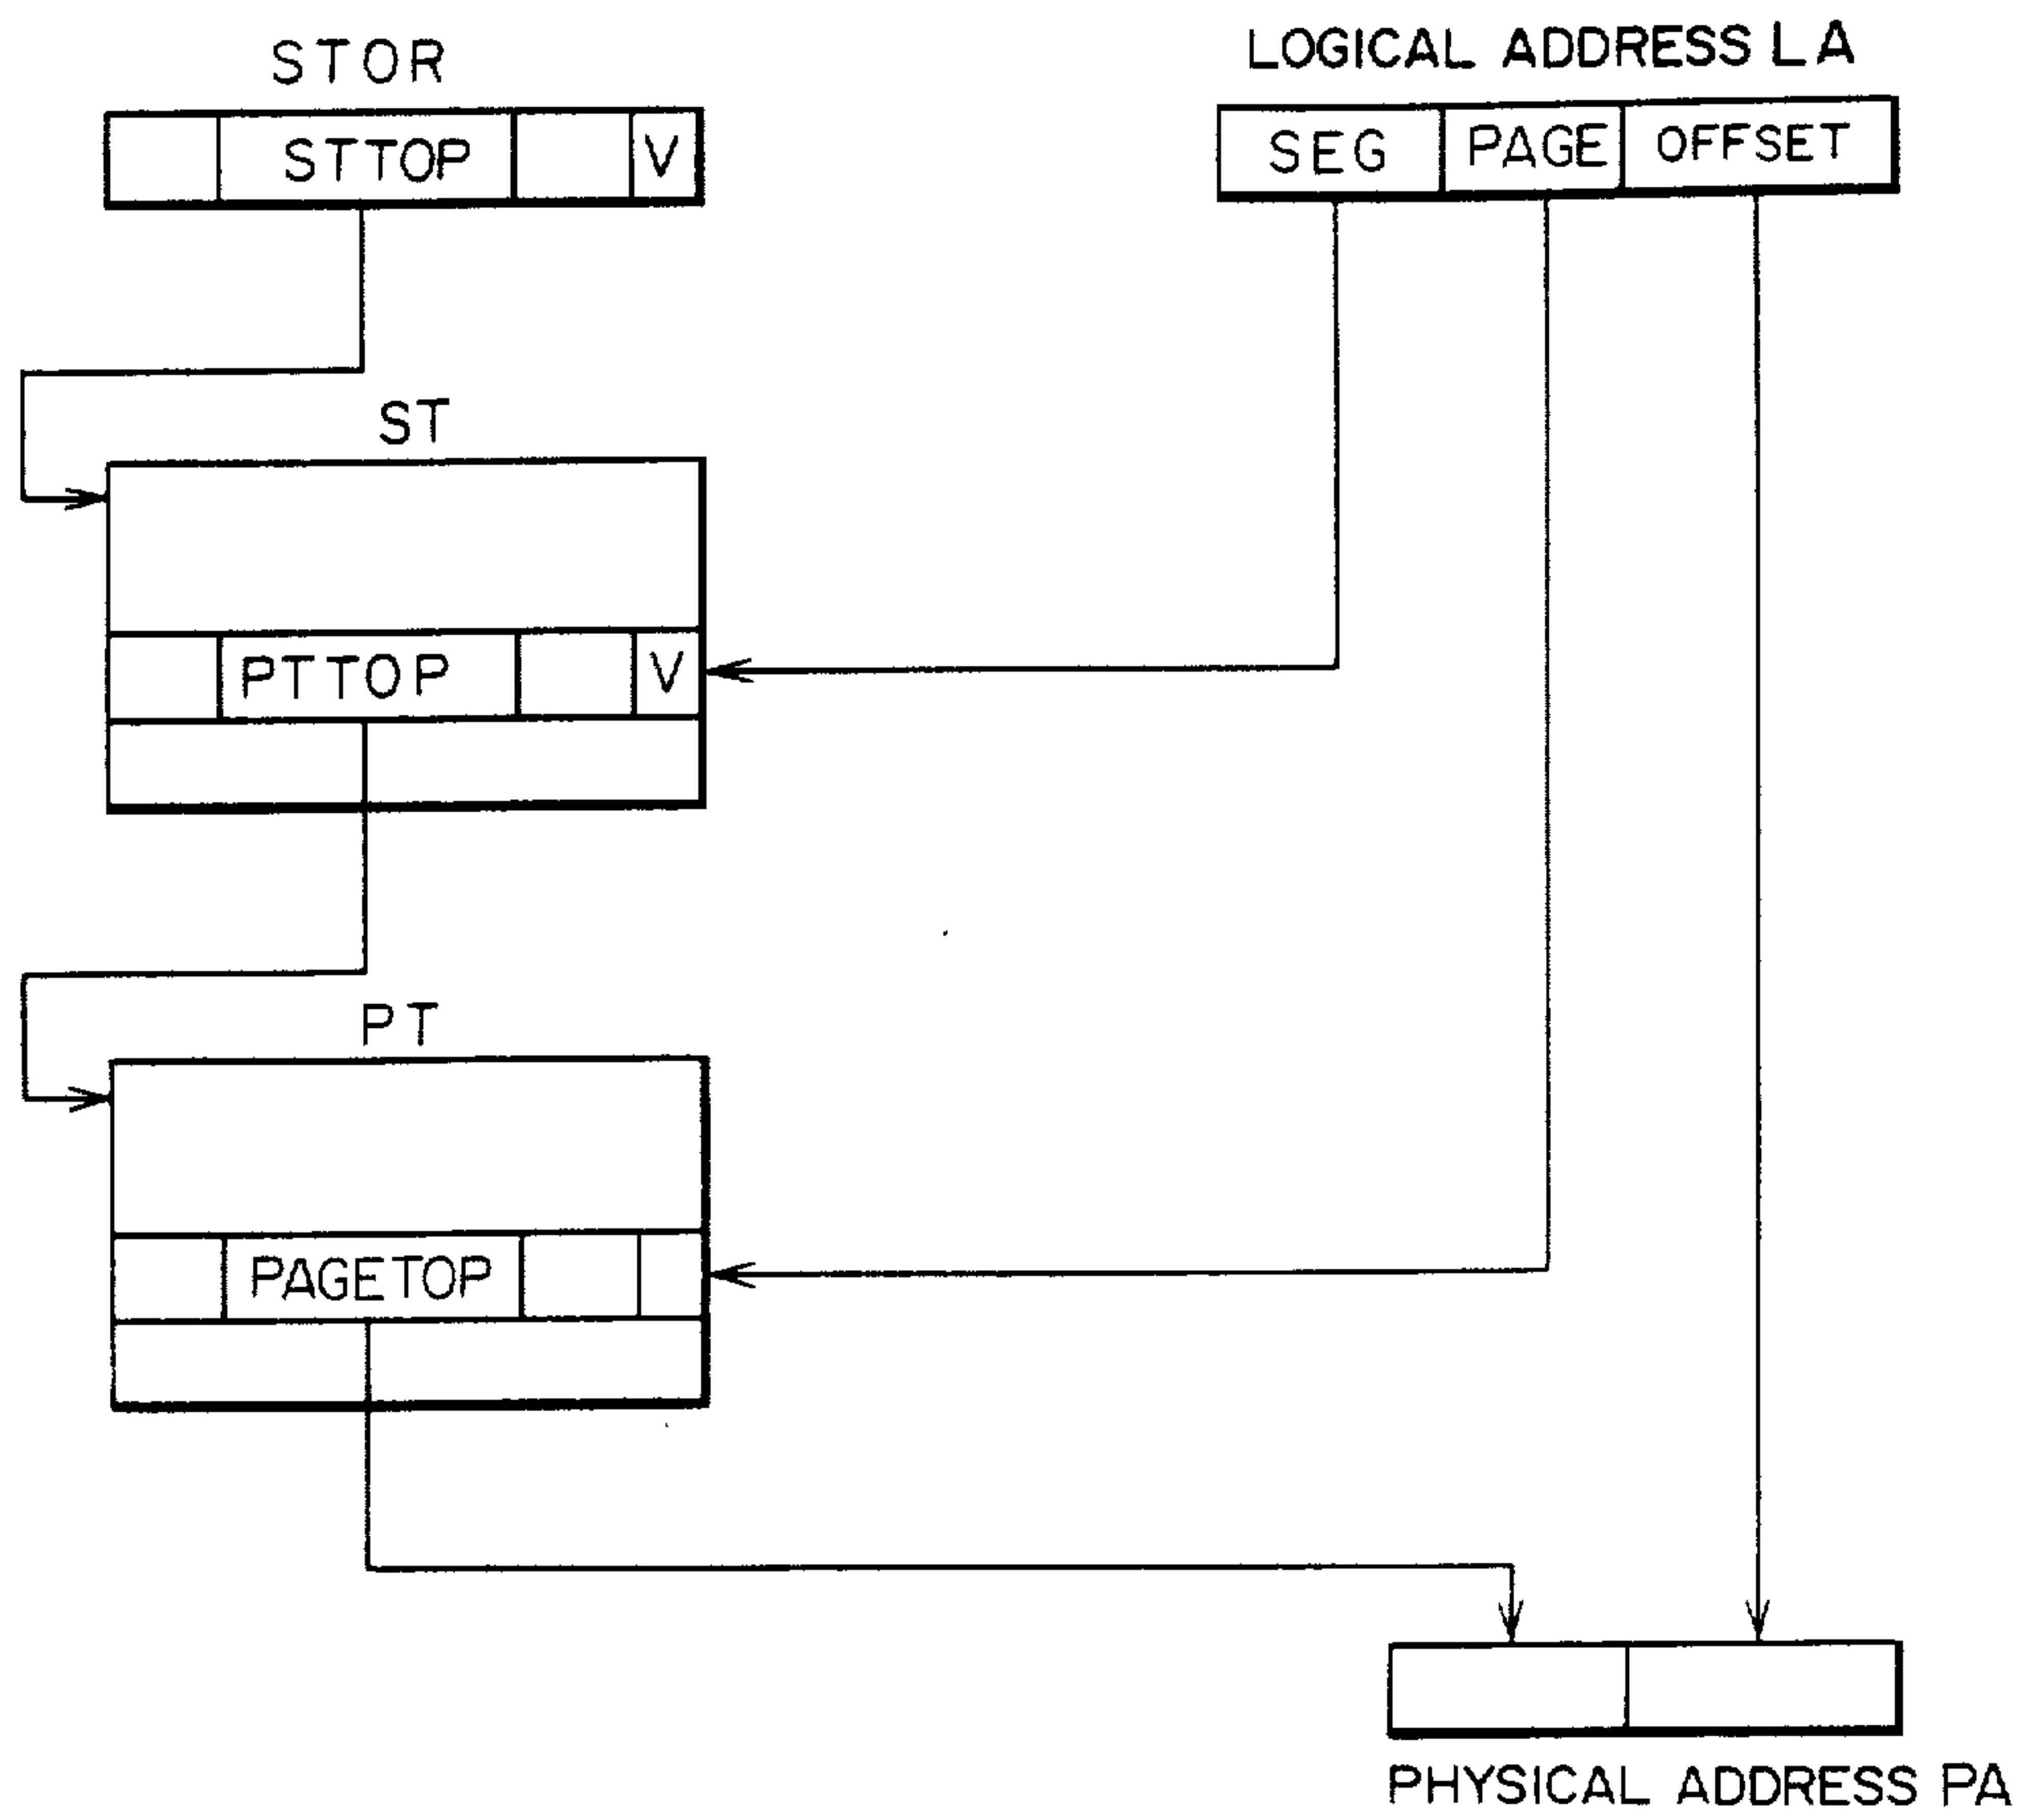 STOR
LOGICAL ADDRESS LA
STTOP V
SEG PAGE OFFSET
ST
PTTOP V
PT
PAGETOP
PHYSICAL ADDRESS PA